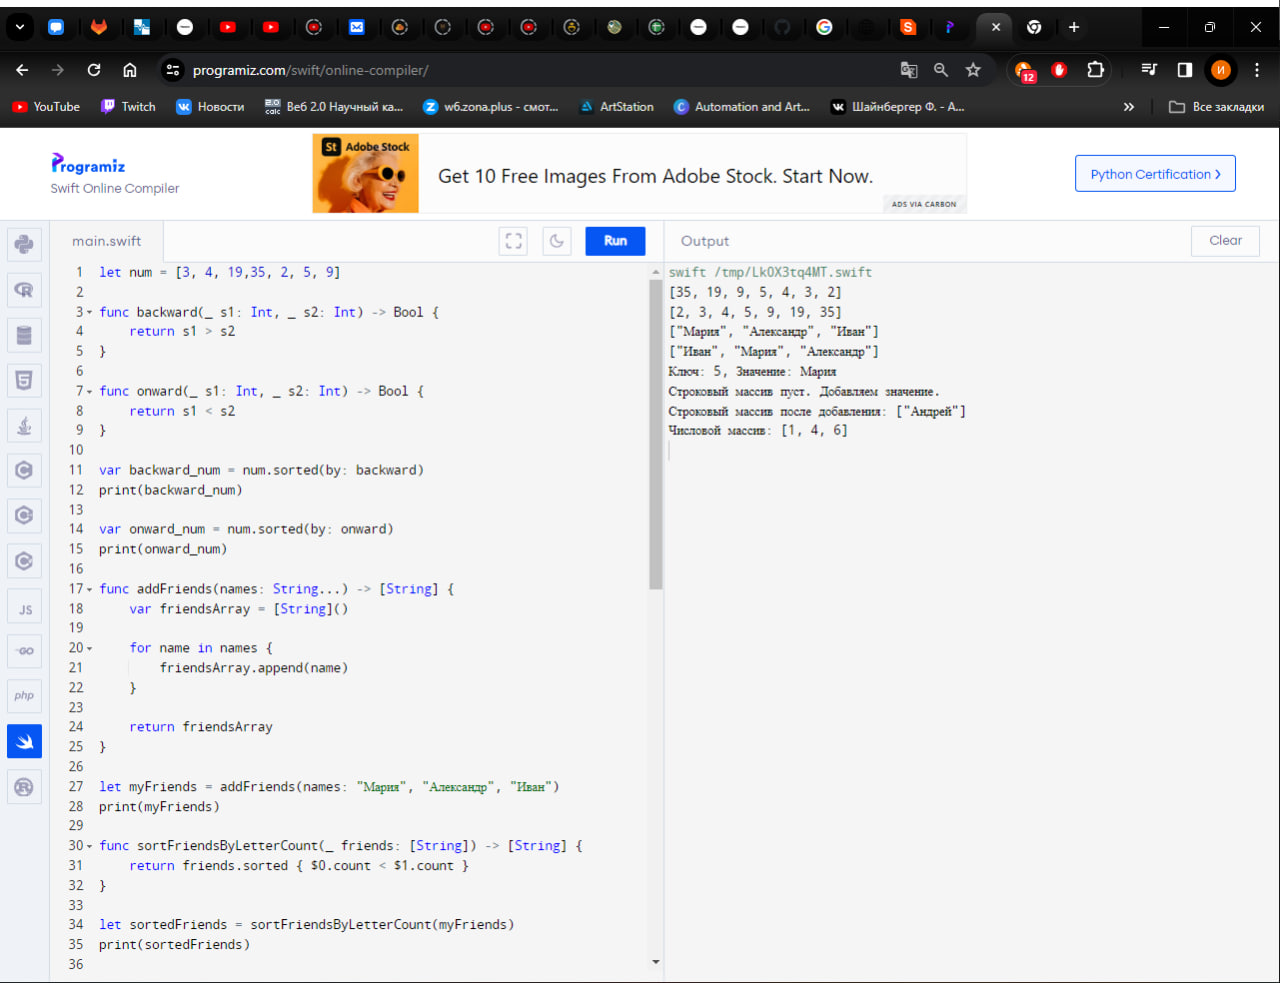 12
И
programiz.com/swift/online-compiler/
YouTube
Twitch
Новости
Веб 2.0 Научный ка...
w6.zona.plus - смот...
ArtStation
Automation and Art...
Шайнбергер Ф. - А...
Все закладки
Programiz
Swift Online Compiler
St Adobe Stock
Get 10 Free Images From Adobe Stock. Start Now.
ADS VIA CARBON
Python Certification
main.swift
Run
Output
Clear
1 let num = [3, 4, 19,35, 2, 5, 9]
2
3 func backward(_ s1: Int, _ s2: Int) -> Bool {
4     return s1 > s2
5 }
6
7 func onward(_ s1: Int, _ s2: Int) -> Bool {
8     return s1 < s2
9 }
10
11 var backward_num = num.sorted(by: backward)
12 print(backward_num)
13
14 var onward_num = num.sorted(by: onward)
15 print(onward_num)
16
17 func addFriends(names: String...) -> [String] {
18     var friendsArray = [String]()
19
20     for name in names {
21         friendsArray.append(name)
22     }
23
24     return friendsArray
25 }
26
27 let myFriends = addFriends(names: "Мария", "Александр", "Иван")
28 print(myFriends)
29
30 func sortFriendsByLetterCount(_ friends: [String]) -> [String] {
31     return friends.sorted { $0.count < $1.count }
32 }
33
34 let sortedFriends = sortFriendsByLetterCount(myFriends)
35 print(sortedFriends)
36
JS
GO
php
swift /tmp/LkOX3tq4MT.swift
[35, 19, 9, 5, 4, 3, 2]
[2, 3, 4, 5, 9, 19, 35]
["Мария", "Александр", "Иван"]
["Иван", "Мария", "Александр"]
Ключ: 5, Значение: Мария
Строковый массив пуст. Добавляем значение.
Строковый массив после добавления: ["Андрей"]
Числовой массив: [1, 4, 6]